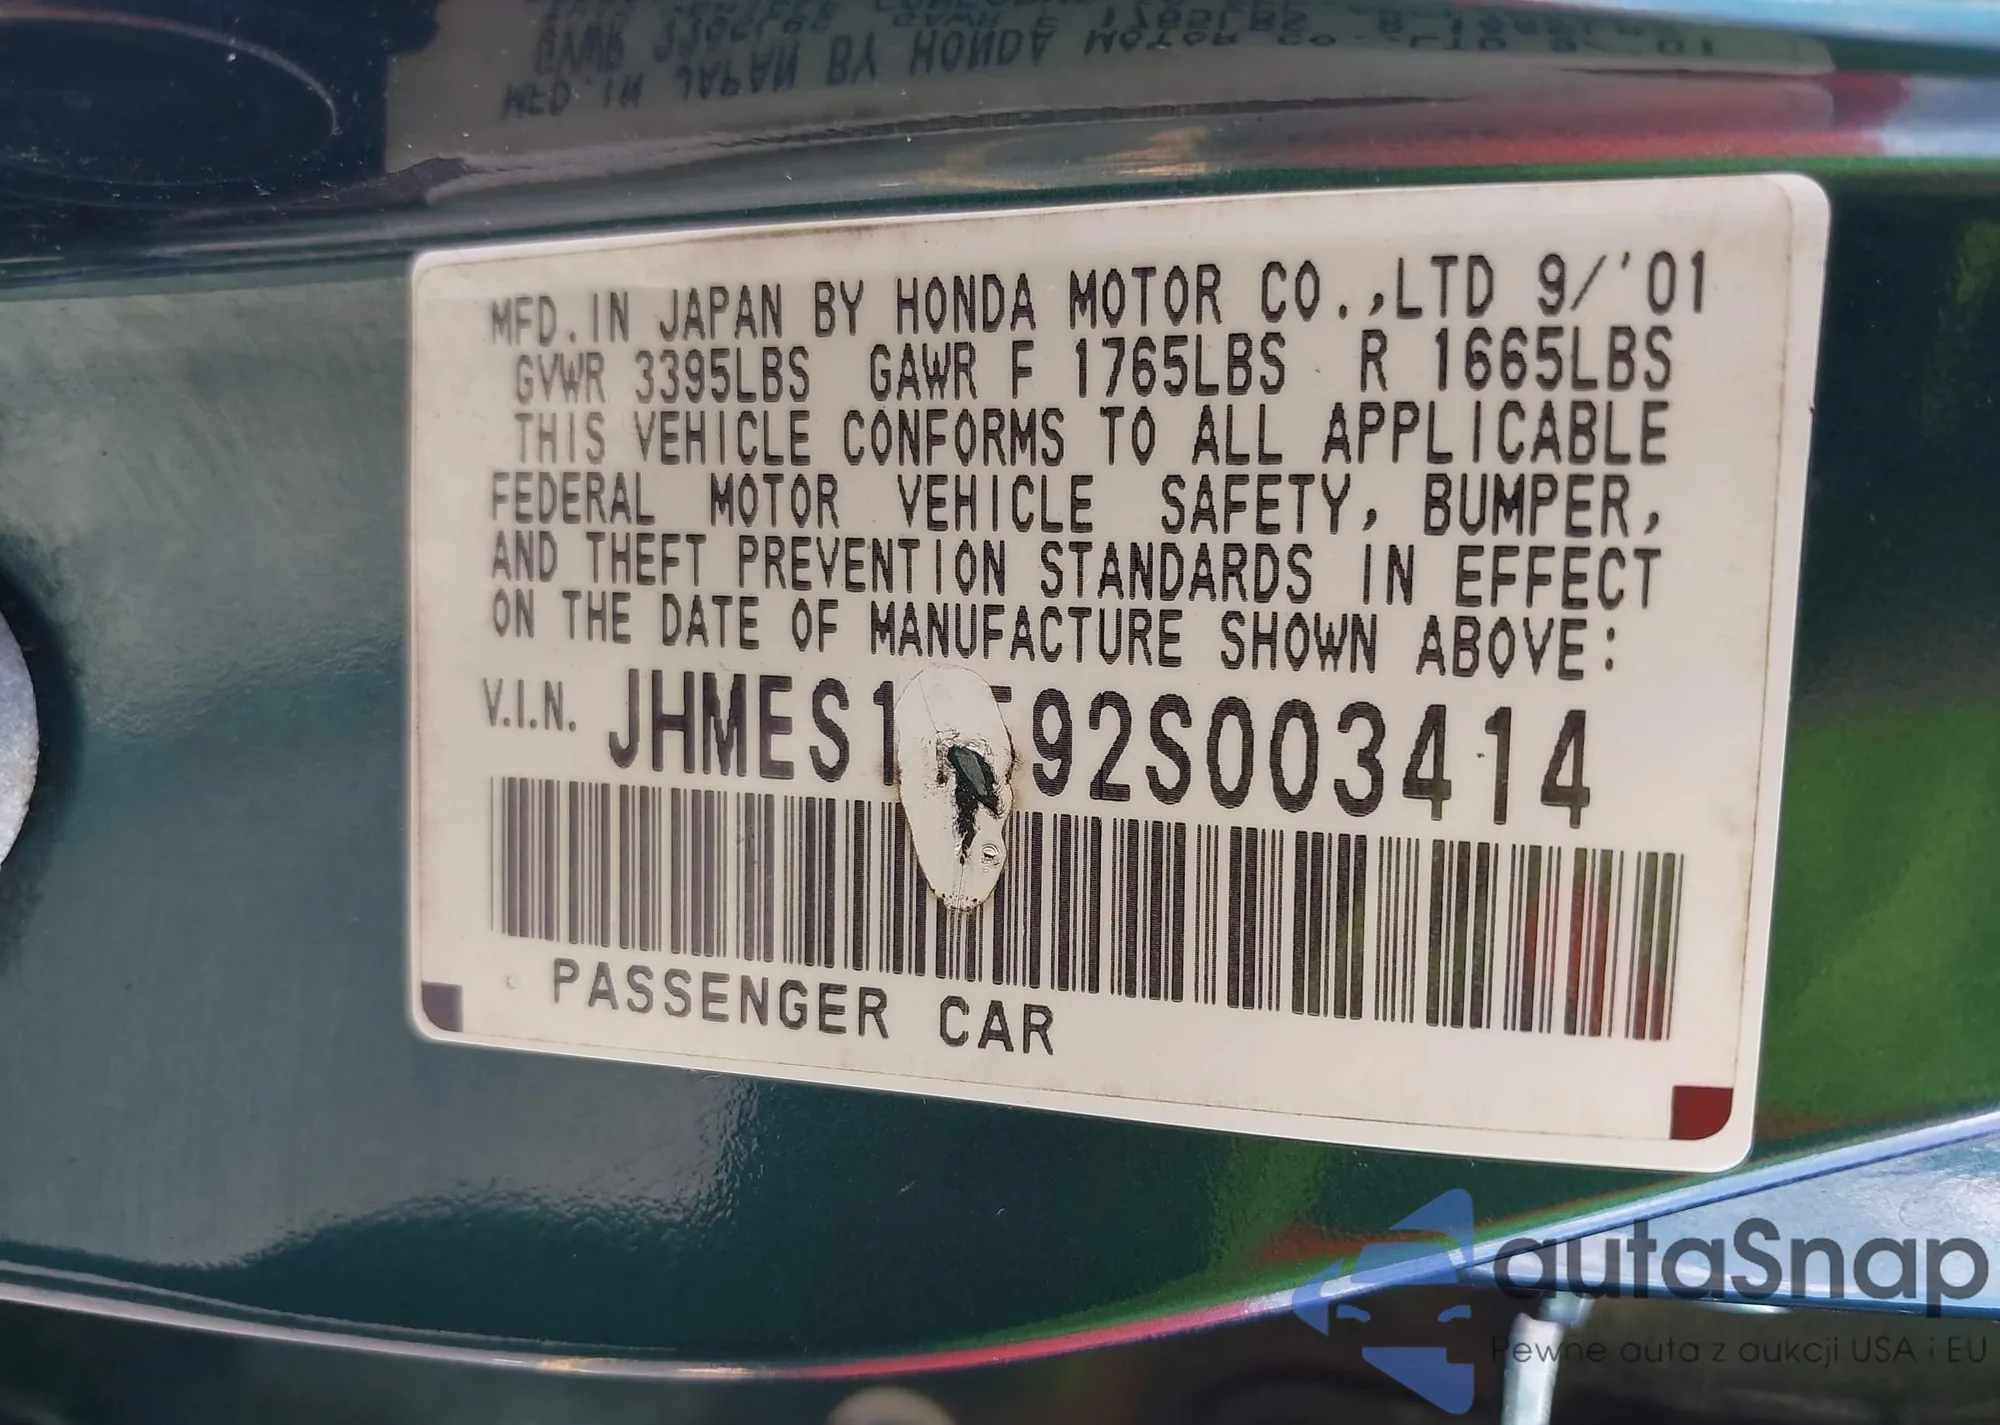 MFD. IN JAPAN BY HONDA MOTOR CO.,LTD 9/'01
GVWR 3395LBS GAWR F 1765LBS R 1665LBS
THIS VEHICLE CONFORMS TO ALL APPLICABLE
FEDERAL MOTOR VEHICLE SAFETY, BUMPER,
AND THEFT PREVENTION STANDARDS IN EFFECT
ON THE DATE OF MANUFACTURE SHOWN ABOVE:
V.I.N.
PASSENGER CAR
autaSnap
Pewne auta z aukcji USA i EU